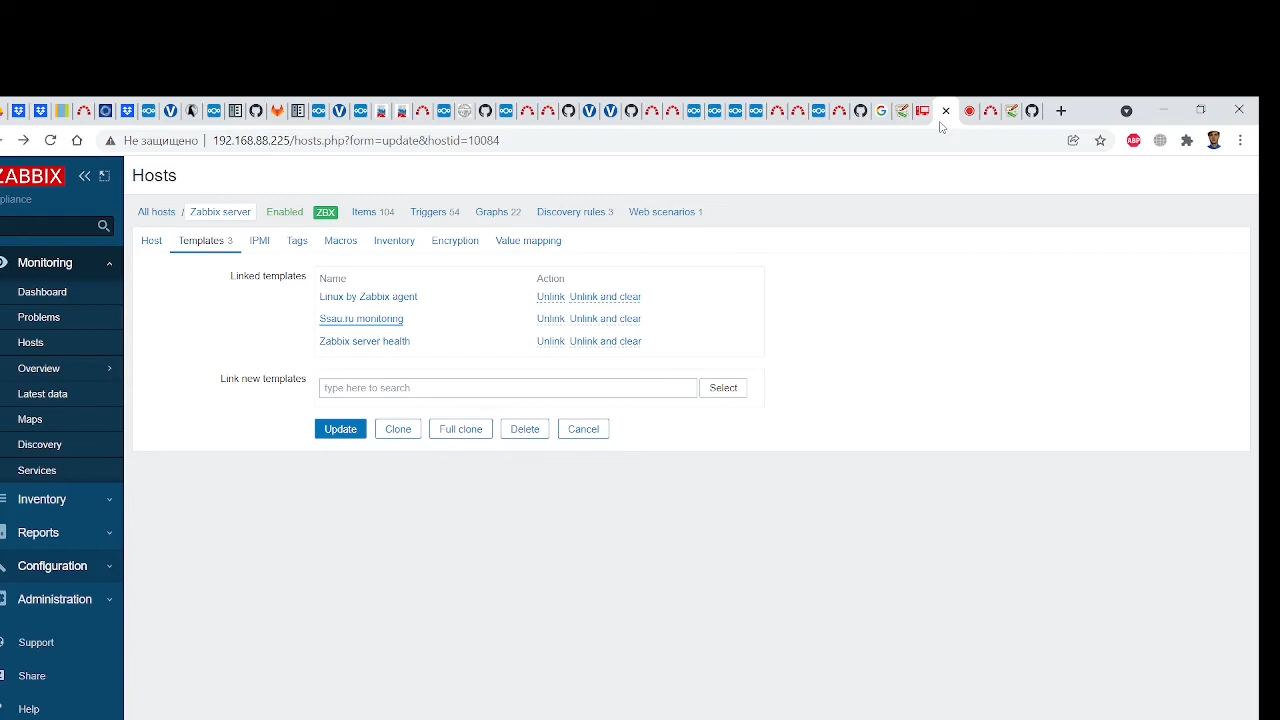 Не защищено 192.168.88.225/hosts.php?form=update&hostid=10084
ZABBIX
Hosts
All hosts / Zabbix server Enabled ZBX Items 104 Triggers 54 Graphs 22 Discovery rules 3 Web scenarios 1
Host Templates 3 IPMI Tags Macros Inventory Encryption Value mapping
Linked templates
Name Action
Linux by Zabbix agent Unlink Unlink and clear
Ssau.ru monitoring Unlink Unlink and clear
Zabbix server health Unlink Unlink and clear
Link new templates
type here to search Select
Update Clone Full clone Delete Cancel
Monitoring
Dashboard
Problems
Hosts
Overview
Latest data
Maps
Discovery
Services
Inventory
Reports
Configuration
Administration
Support
Share
Help
ABP